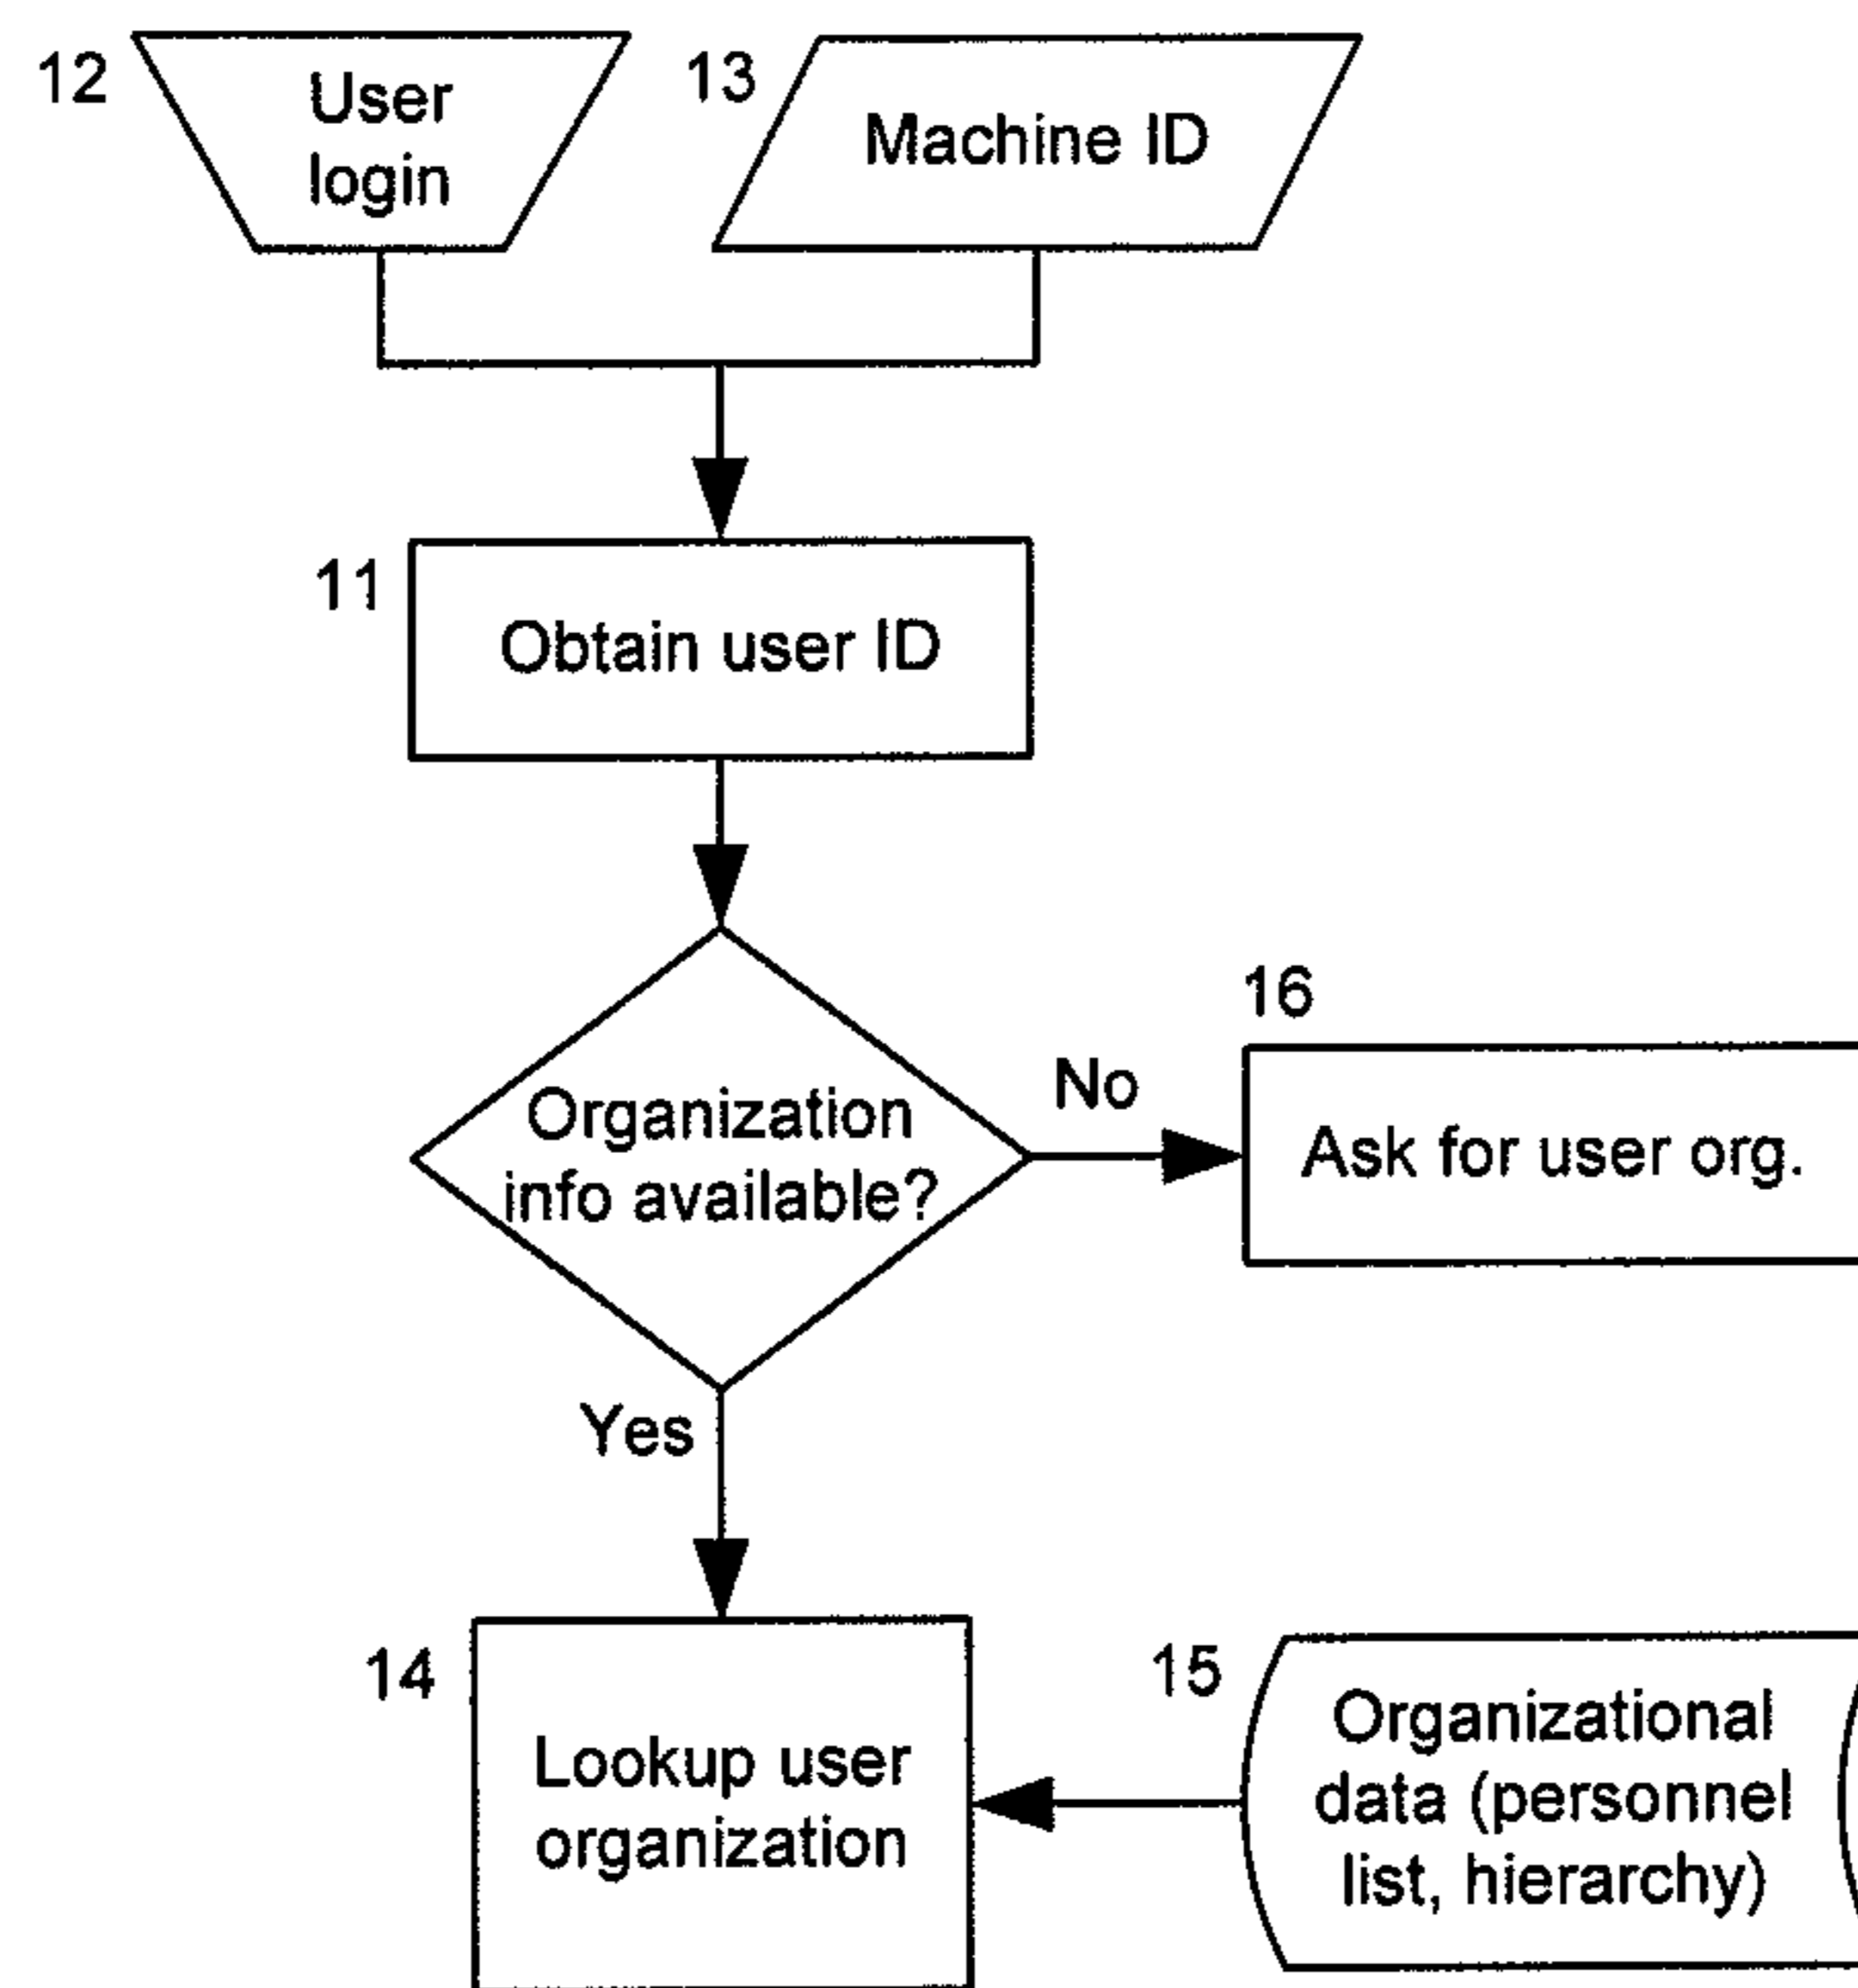 12
User
login
13
Machine ID
11
Obtain user ID
Organization
info available?
No
16
Ask for user org.
Yes
14
Lookup user
organization
15
Organizational
data (personnel
list, hierarchy)